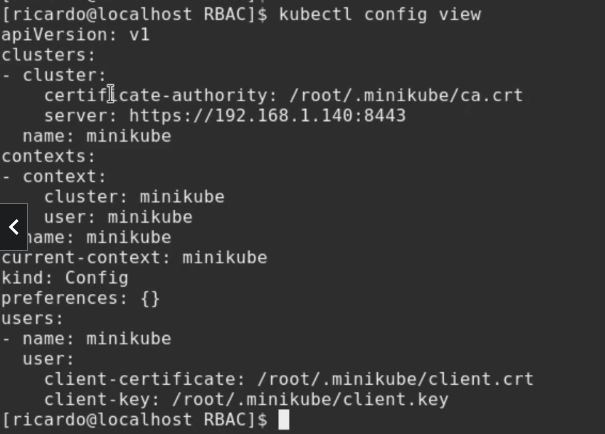 [ricardo@localhost RBAC]$ kubectl config view
apiVersion: v1
clusters:
- cluster:
    certificate-authority: /root/.minikube/ca.crt
    server: https://192.168.1.140:8443
  name: minikube
contexts:
- context:
    cluster: minikube
    user: minikube
  name: minikube
current-context: minikube
kind: Config
preferences: {}
users:
- name: minikube
  user:
    client-certificate: /root/.minikube/client.crt
    client-key: /root/.minikube/client.key
[ricardo@localhost RBAC]$